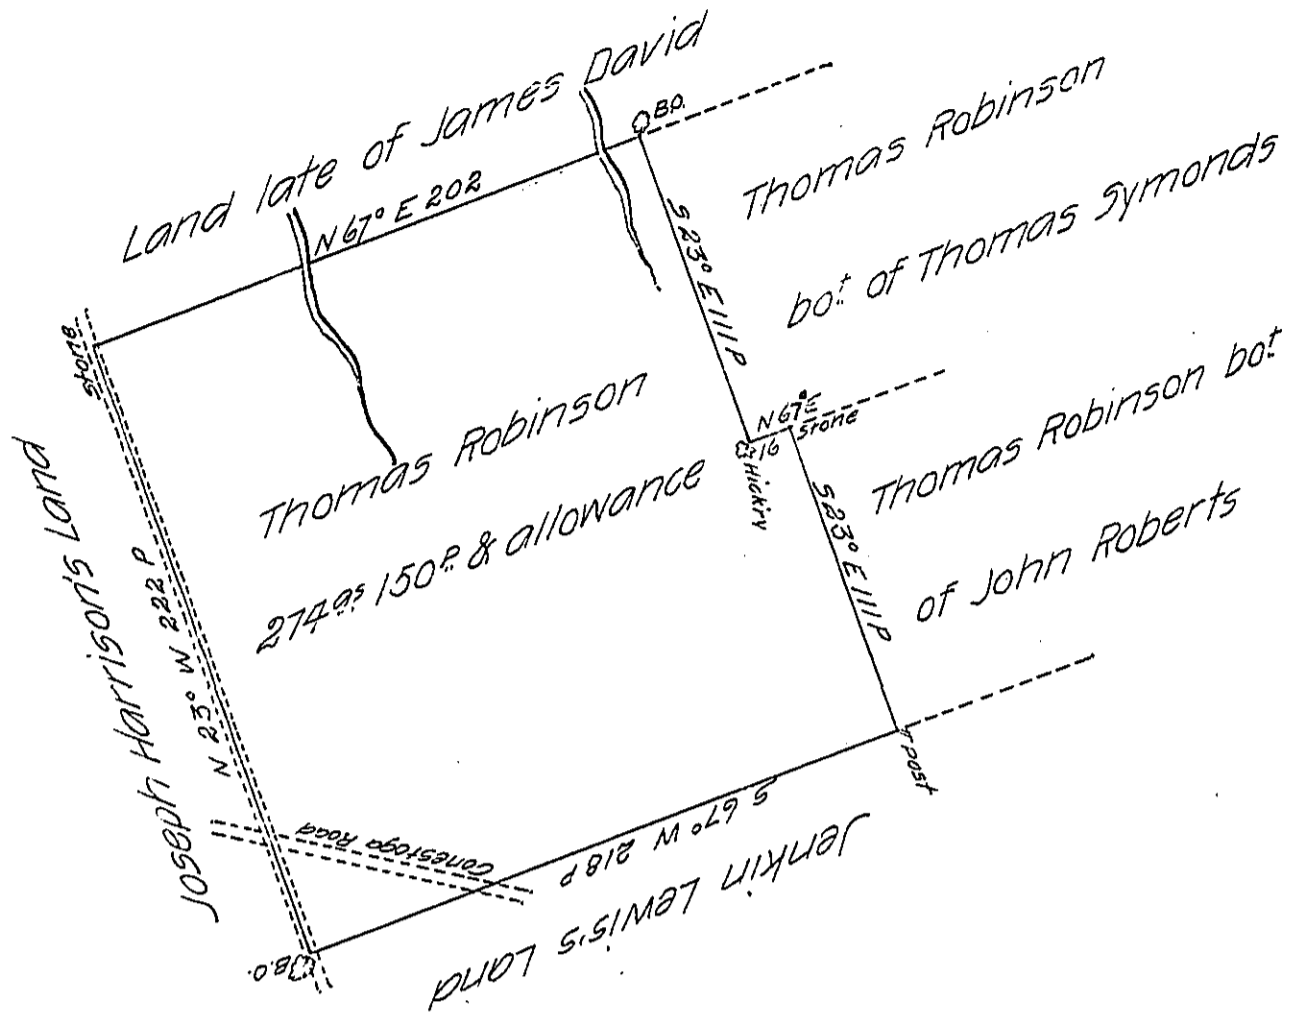 Land late of James David
N 67° E 202
B.O.
Thomas Robinson
bo.t of Thomas Symonds
S 23° E 111 P
Stone
N 67° E
16 Stone
Hickiry
Thomas Robinson bo.t
of John Roberts
S 23° E 111 P
Thomas Robinson
274 as 150 P. & allowance
Joseph Harrison's Land
N 23° W 222 P
Conestoga Road
S 67° W 218 P
Post
Jenkin Lewis's Land
B.O.